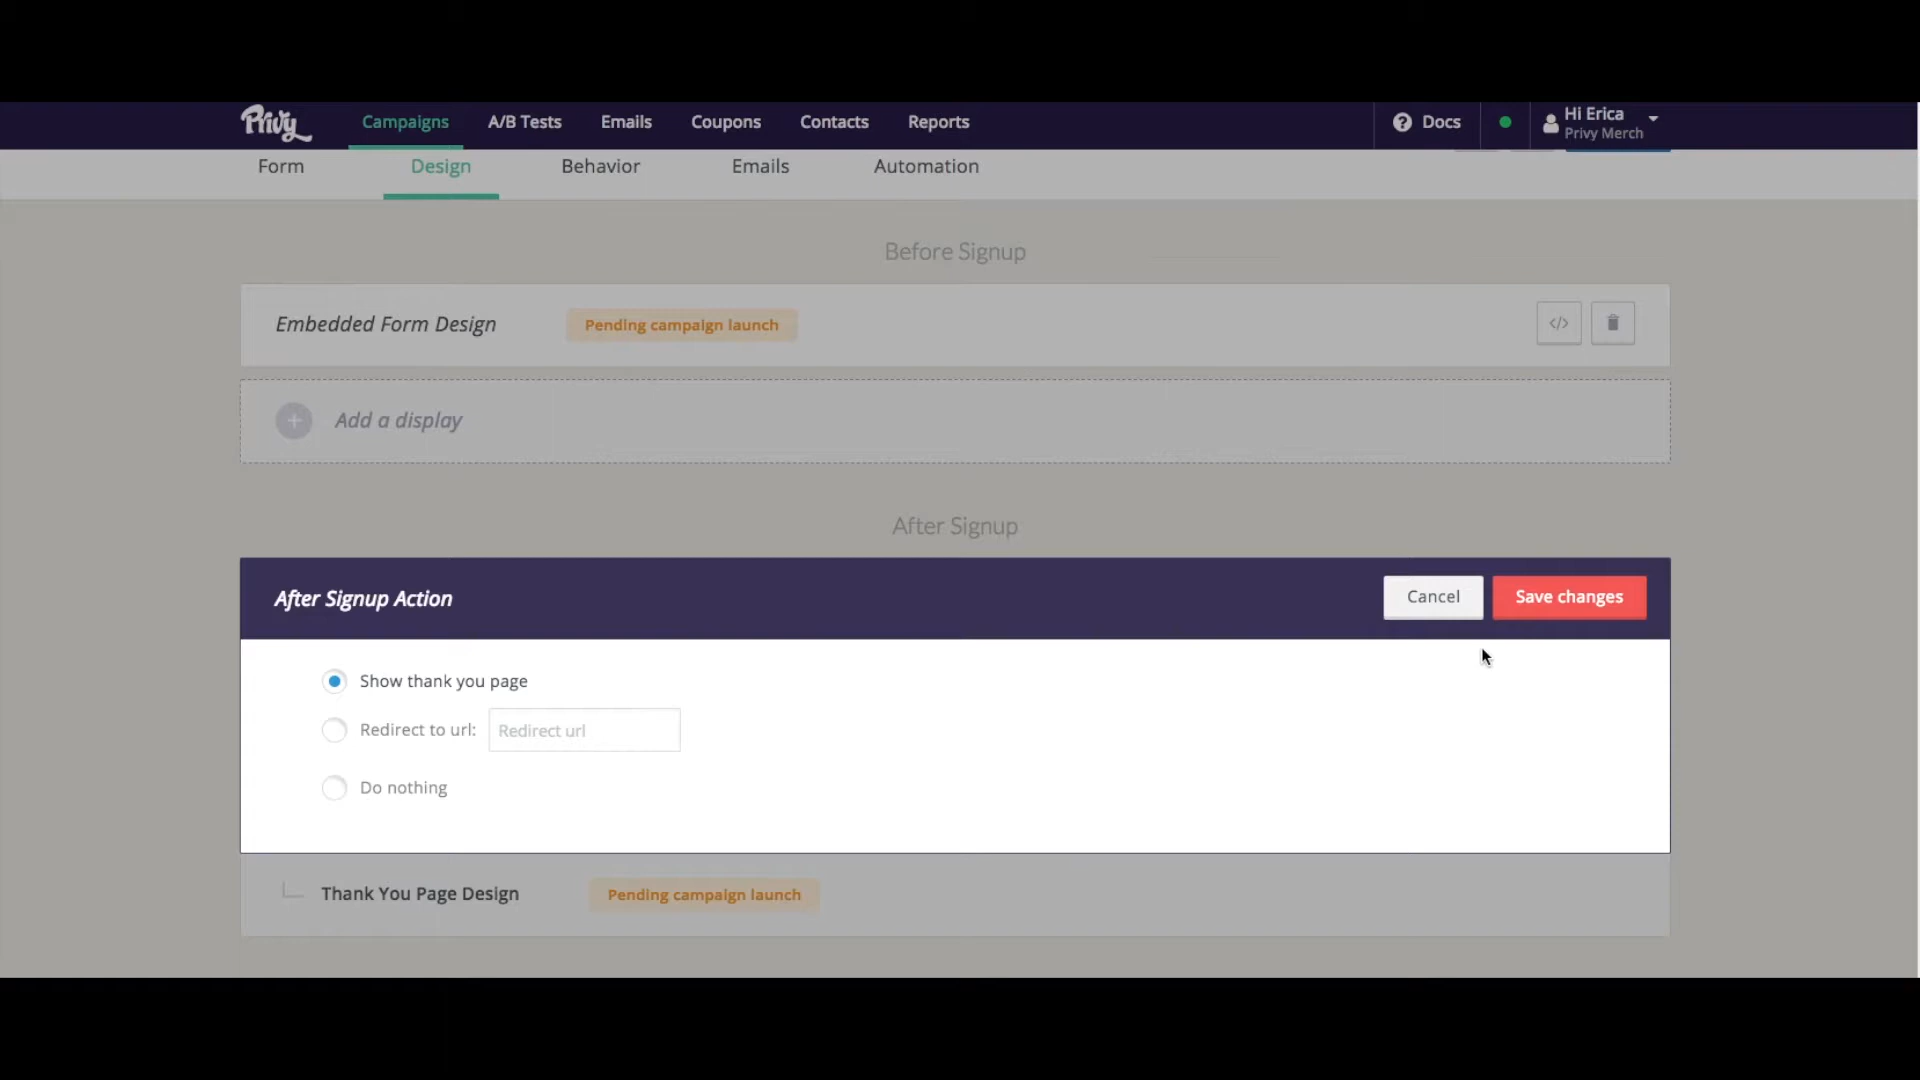 Privy
Campaigns
A/B Tests
Emails
Coupons
Contacts
Reports
Docs
Hi Erica
Privy Merch
Form
Design
Behavior
Emails
Automation
Before Signup
Embedded Form Design
Pending campaign launch
</>
Add a display
After Signup
After Signup Action
Cancel
Save changes
Show thank you page
Redirect to url:
Redirect url
Do nothing
Thank You Page Design
Pending campaign launch